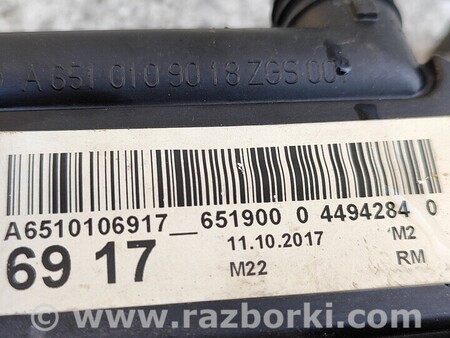 A 651 010 90 18 ZGS 001
A6510106917_651900 0 4494284 0
69 17 11.10.2017 M2
M22 RM
www.razborki.com